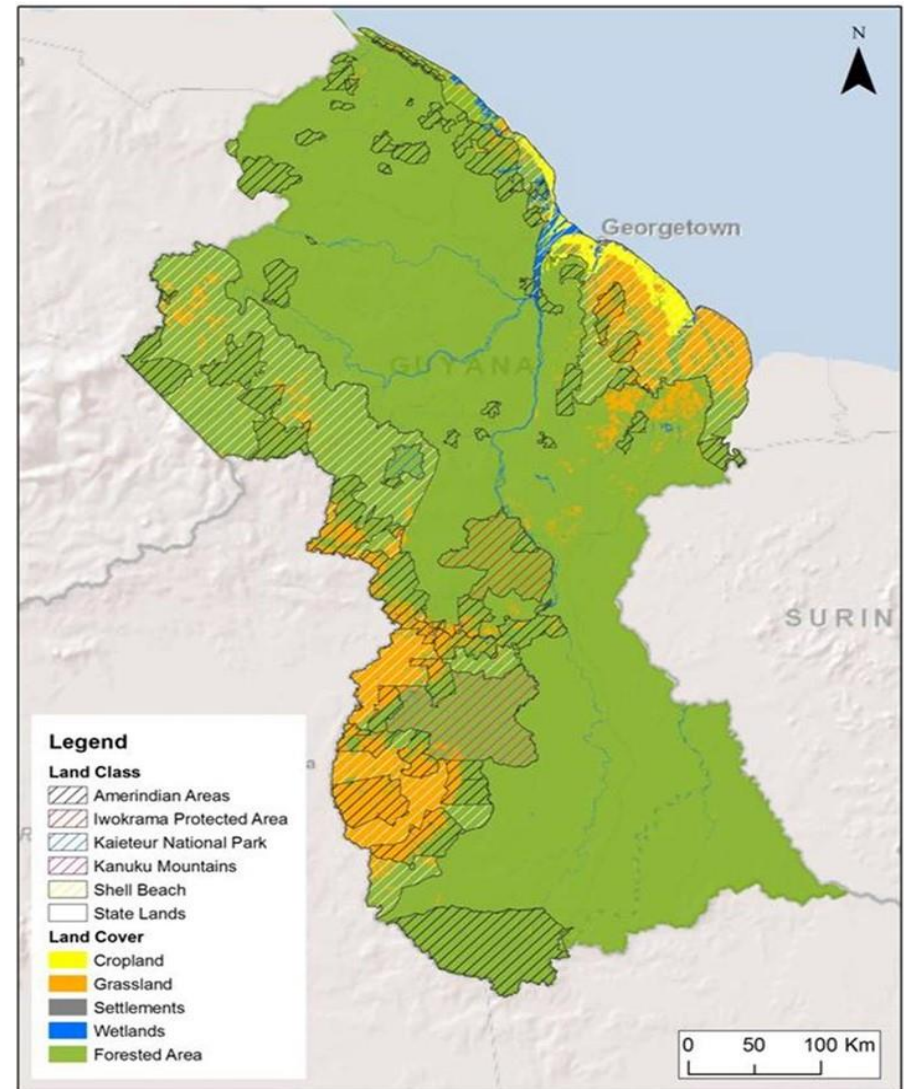 N
Georgetown
GUYANA
SURIN
Legend
Land Class
Amerindian Areas
Iwokrama Protected Area
Kaieteur National Park
Kanuku Mountains
Shell Beach
State Lands
Land Cover
Cropland
Grassland
Settlements
Wetlands
Forested Area
a
R
0 50 100 Km